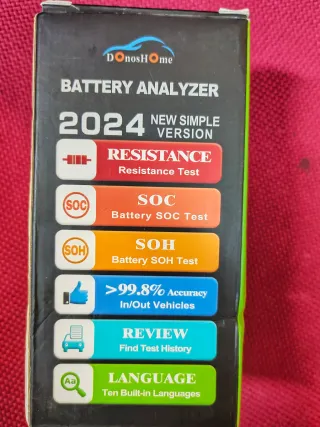 DOnosHOme
BATTERY ANALYZER
2024 NEW SIMPLE
VERSION
RESISTANCE
Resistance Test
SOC
SOC
Battery SOC Test
SOH
SOH
Battery SOH Test
>99.8% Accuracy
In/Out Vehicles
REVIEW
Find Test History
Aa
LANGUAGE
Ten Built-in Languages